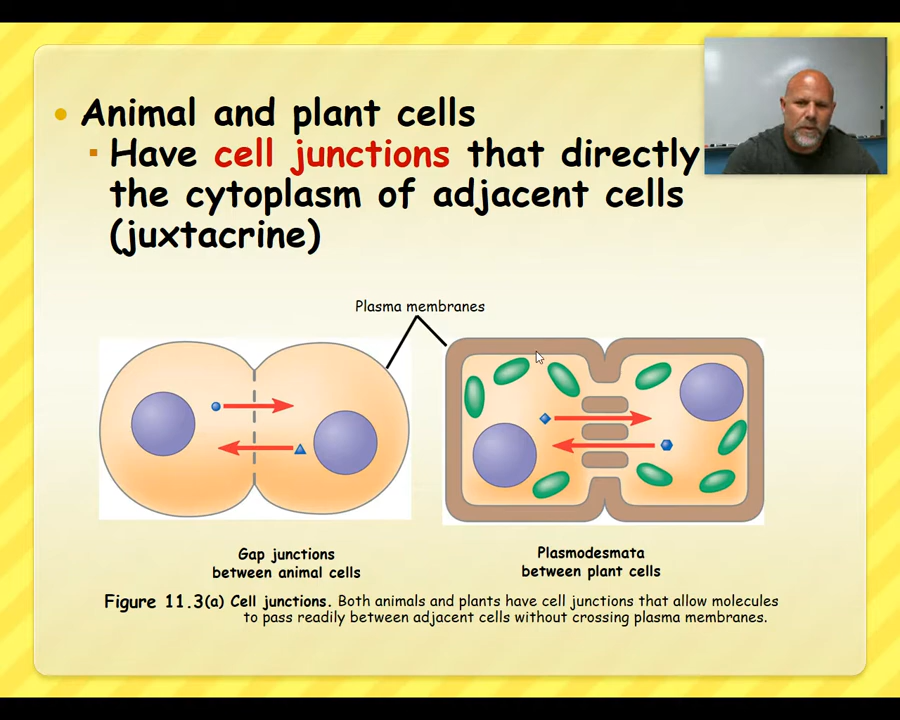 Animal and plant cells
Have cell junctions that directly
the cytoplasm of adjacent cells
(juxtacrine)
Plasma membranes
Gap junctions
between animal cells
Plasmodesmata
between plant cells
Figure 11.3(a) Cell junctions. Both animals and plants have cell junctions that allow molecules
to pass readily between adjacent cells without crossing plasma membranes.